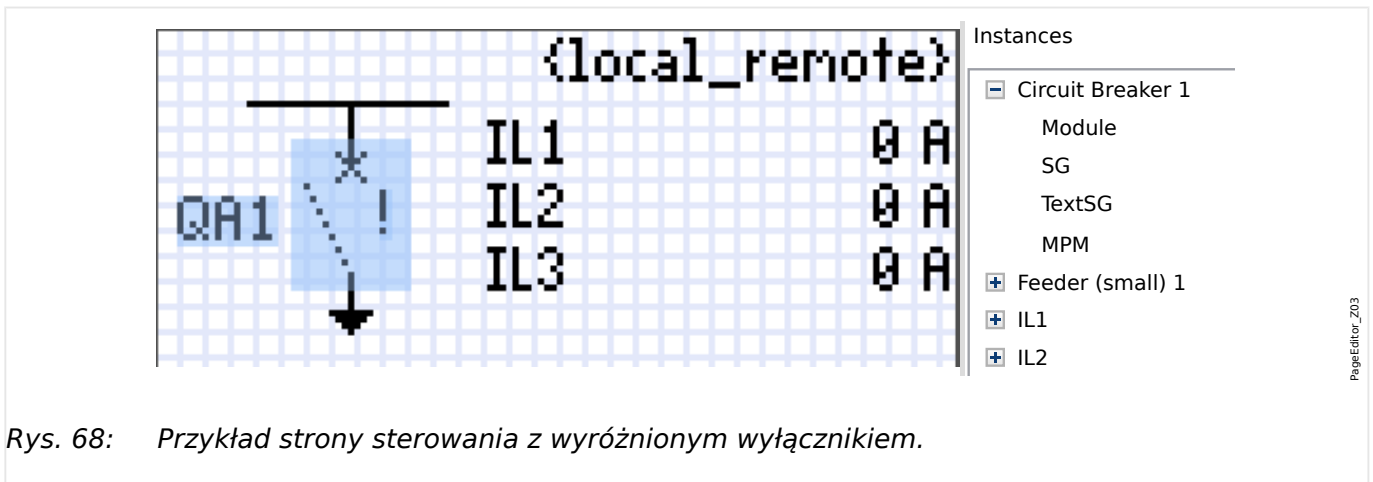 {local_remote}
IL1 0 A
QA1 ! IL2 0 A
IL3 0 A
Instances
Circuit Breaker 1
Module
SG
TextSG
MPM
Feeder (small) 1
IL1
IL2
PageEditor_Z03
Rys. 68: Przykład strony sterowania z wyróżnionym wyłącznikiem.